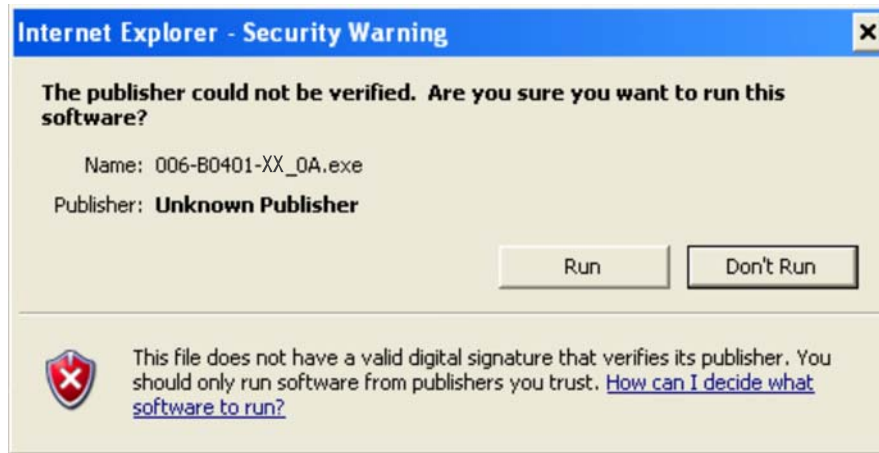 Internet Explorer - Security Warning
The publisher could not be verified. Are you sure you want to run this
software?
Name: 006-B0401-XX_0A.exe
Publisher: Unknown Publisher
Run Don't Run
This file does not have a valid digital signature that verifies its publisher. You
should only run software from publishers you trust. How can I decide what
software to run?